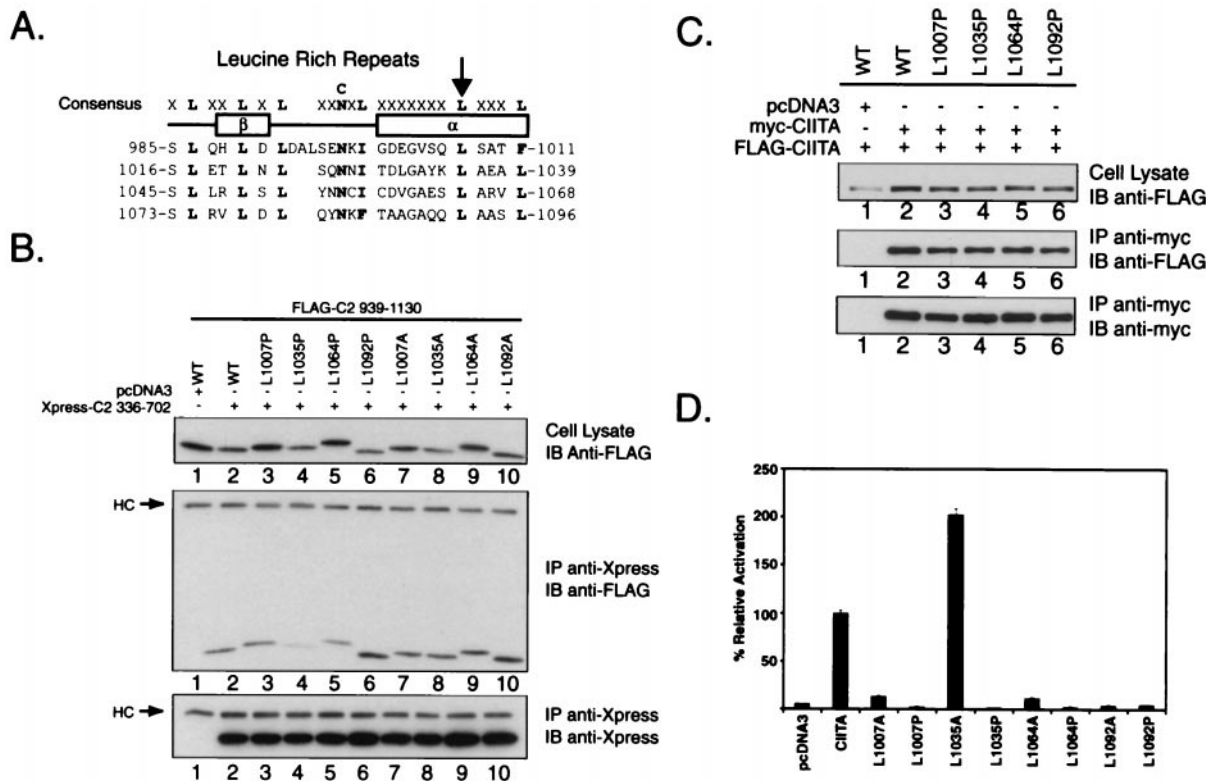 A.
Leucine Rich Repeats
C
Consensus X L XX L X L XXNXL XXXXXXXX L XXX L
β α
985-S L QH L D LDALSENKI GDEGVSQ L SAT F-1011
1016-S L ET L N L SQNNI TDLGAYK L AEA L-1039
1045-S L LR L S L YNNCI CDVGAES L ARV L-1068
1073-S L RV L D L QYNKF TAAGAQQ L AAS L-1096
B.
FLAG-C2 939-1130
WT WT L1007P L1035P L1064P L1092P L1007A L1035A L1064A L1092A
pcDNA3 + - - - - - - - - -
Xpress-C2 336-702 - + + + + + + + + +
Cell Lysate
IB Anti-FLAG
1 2 3 4 5 6 7 8 9 10
HC
IP anti-Xpress
IB anti-FLAG
1 2 3 4 5 6 7 8 9 10
HC
IP anti-Xpress
IB anti-Xpress
1 2 3 4 5 6 7 8 9 10
C.
WT WT L1007P L1035P L1064P L1092P
pcDNA3 + - - - - -
myc-CIITA - + + + + +
FLAG-CIITA + + + + + +
Cell Lysate
IB anti-FLAG
1 2 3 4 5 6
IP anti-myc
IB anti-FLAG
1 2 3 4 5 6
IP anti-myc
IB anti-myc
1 2 3 4 5 6
D.
% Relative Activation
250
200
150
100
50
pcDNA3 CIITA L1007A L1007P L1035A L1035P L1064A L1064P L1092A L1092P